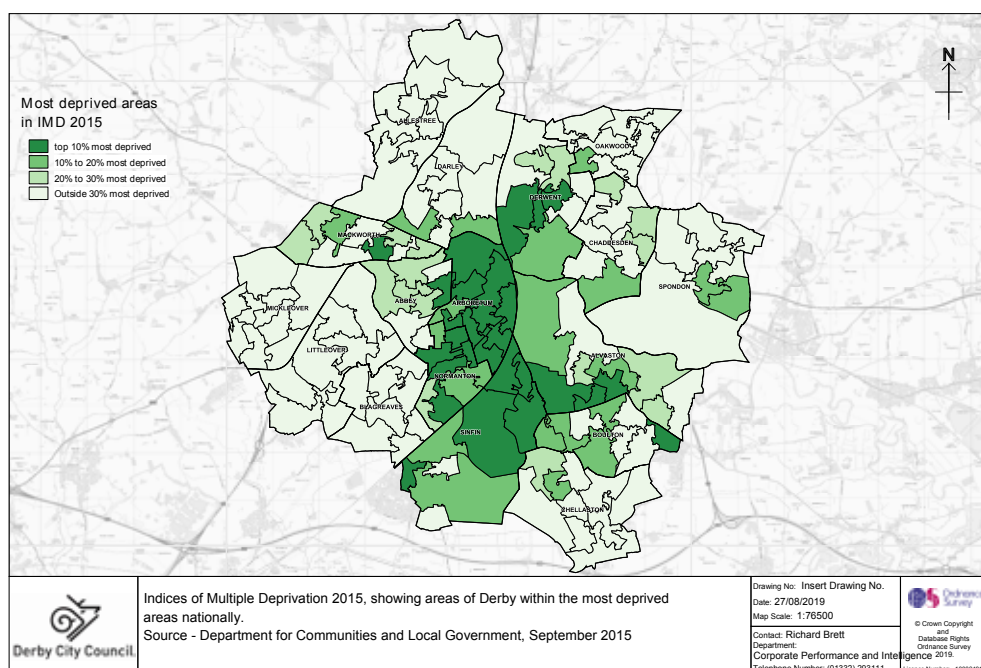 Most deprived areas
in IMD 2015
top 10% most deprived
10% to 20% most deprived
20% to 30% most deprived
Outside 30% most deprived
N
ALLESTREE
OAKWOOD
DARLEY
DERWENT
MACKWORTH
CHADDESDEN
SPONDON
MICKLEOVER
ABBEY
ARBORETUM
LITTLEOVER
ALVASTON
NORMANTON
BLAGREAVES
SINFIN
BOULTON
CHELLASTON
Derby City Council
Indices of Multiple Deprivation 2015, showing areas of Derby within the most deprived
areas nationally.
Source - Department for Communities and Local Government, September 2015
Drawing No: Insert Drawing No.
Date: 27/08/2019
Map Scale: 1:76500
Contact: Richard Brett
Department:
Corporate Performance and Intelligence
Ordnance
Survey
© Crown Copyright
and
Database Rights
Ordnance Survey
2019.